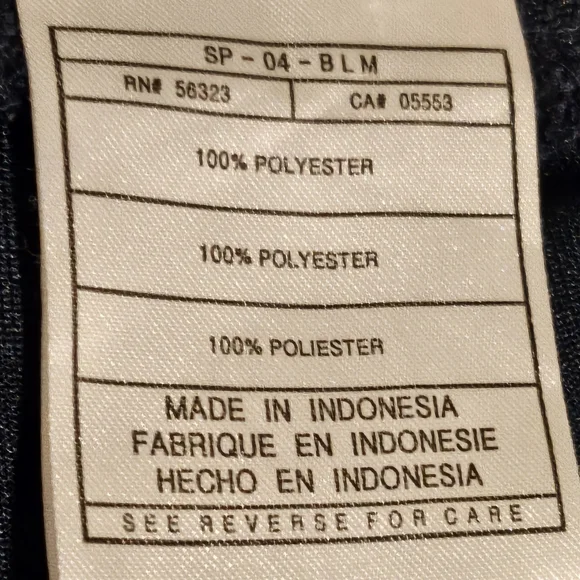 SP - 04 - BLM
RN# 56323 CA# 05553
100% POLYESTER
100% POLYESTER
100% POLIESTER
MADE IN INDONESIA
FABRIQUE EN INDONESIE
HECHO EN INDONESIA
SEE REVERSE FOR CARE